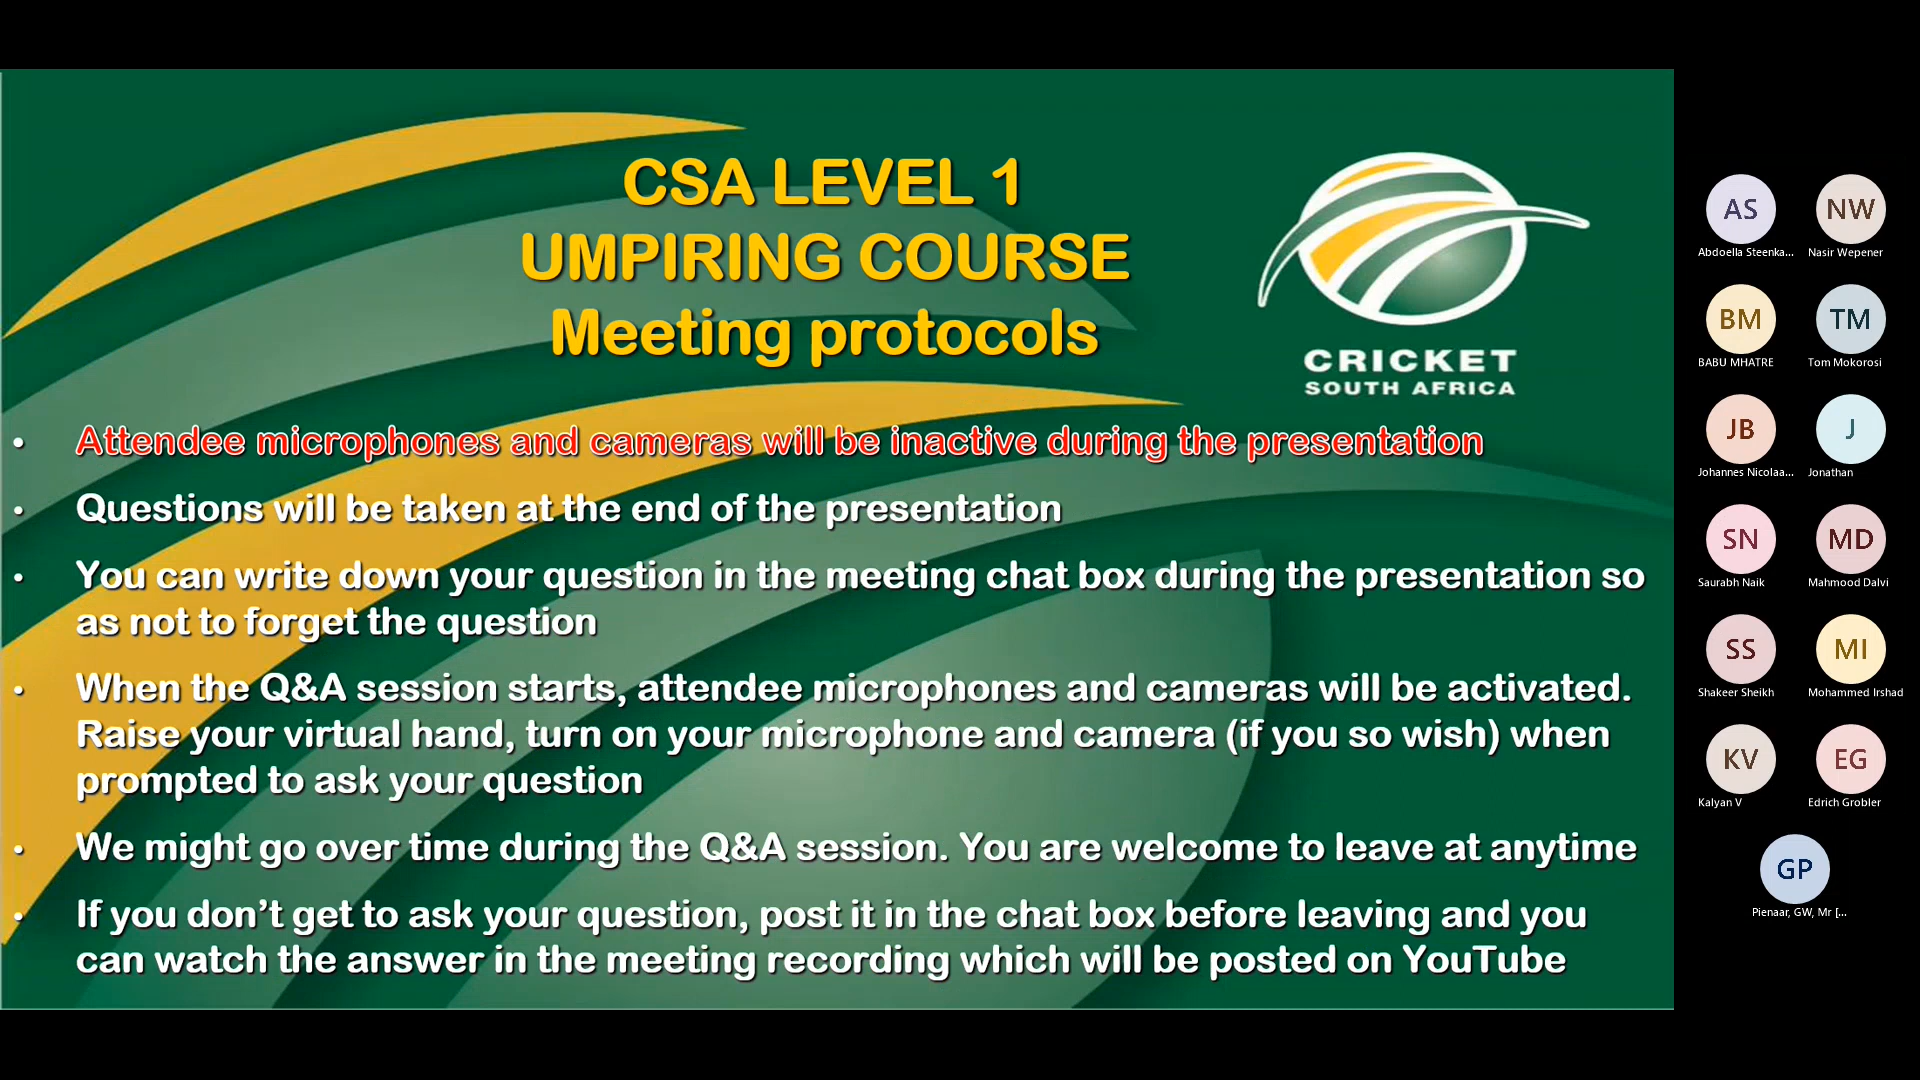 CSA LEVEL 1
UMPIRING COURSE
Meeting protocols
CRICKET
SOUTH AFRICA
• Attendee microphones and cameras will be inactive during the presentation
• Questions will be taken at the end of the presentation
• You can write down your question in the meeting chat box during the presentation so
as not to forget the question
• When the Q&A session starts, attendee microphones and cameras will be activated.
Raise your virtual hand, turn on your microphone and camera (if you so wish) when
prompted to ask your question
• We might go over time during the Q&A session. You are welcome to leave at anytime
• If you don’t get to ask your question, post it in the chat box before leaving and you
can watch the answer in the meeting recording which will be posted on YouTube
AS NW
Abdoella Steenka... Nasir Wepener
BM TM
BABU MHATRE Tom Mokorosi
JB J
Johannes Nicolaa... Jonathan
SN MD
Saurabh Naik Mahmood Dalvi
SS MI
Shakeer Sheikh Mohammed Irshad
KV EG
Kalyan V Edrich Grobler
GP
Pienaar, GW, Mr [...